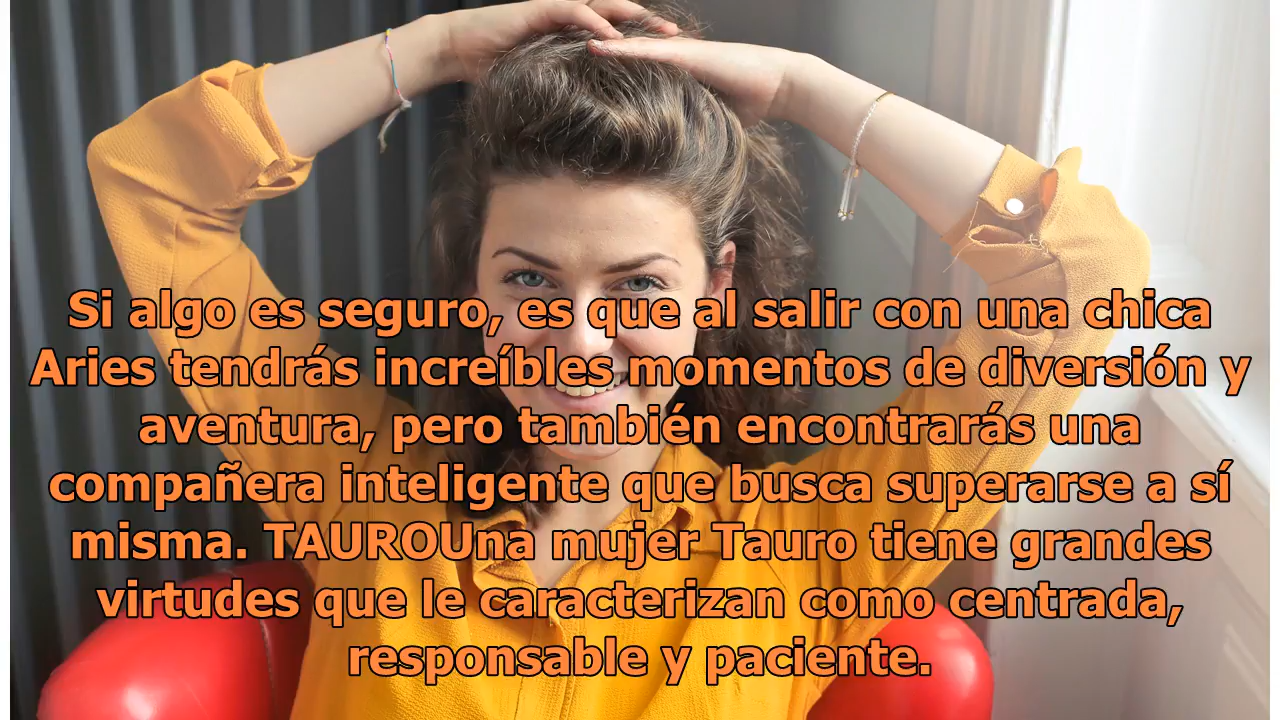 Si algo es seguro, es que al salir con una chica
Aries tendrás increíbles momentos de diversión y
aventura, pero también encontrarás una
compañera inteligente que busca superarse a sí
misma. TAUROUna mujer Tauro tiene grandes
virtudes que le caracterizan como centrada,
responsable y paciente.